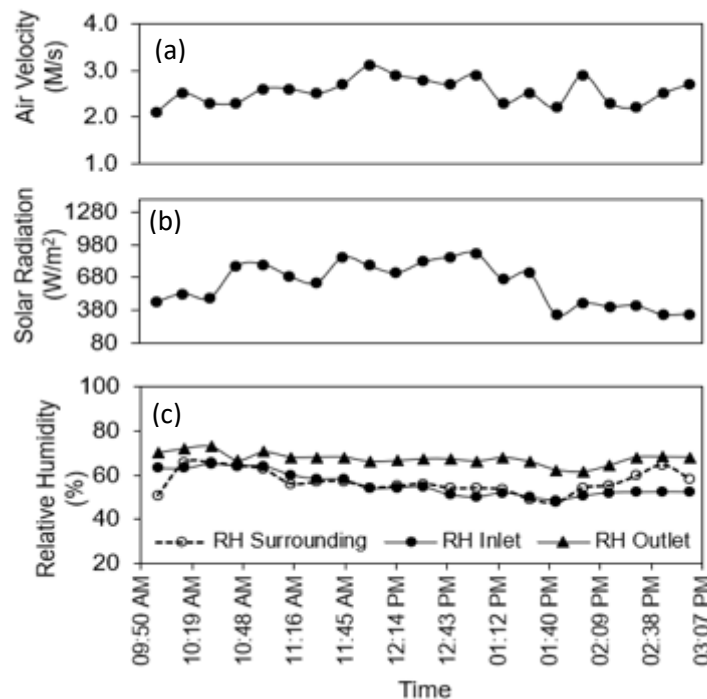 (a)
Air Velocity
(M/s)
4.0
3.0
2.0
1.0
(b)
Solar Radiation
(W/m²)
1280
980
680
380
80
(c)
Relative Humidity
(%)
100
80
60
40
20
RH Surrounding
RH Inlet
RH Outlet
09:50 AM
10:19 AM
10:48 AM
11:16 AM
11:45 AM
12:14 PM
12:43 PM
01:12 PM
01:40 PM
02:09 PM
02:38 PM
03:07 PM
Time